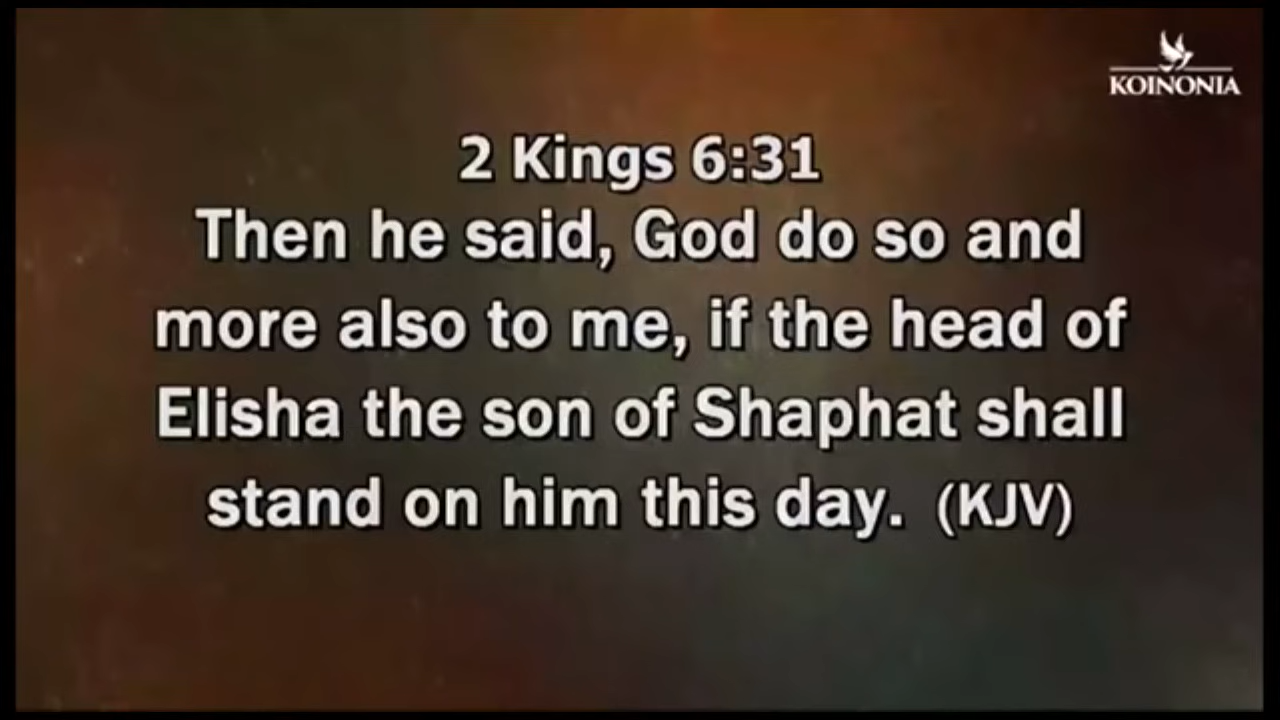 KOINONIA
2 Kings 6:31
Then he said, God do so and
more also to me, if the head of
Elisha the son of Shaphat shall
stand on him this day. (KJV)